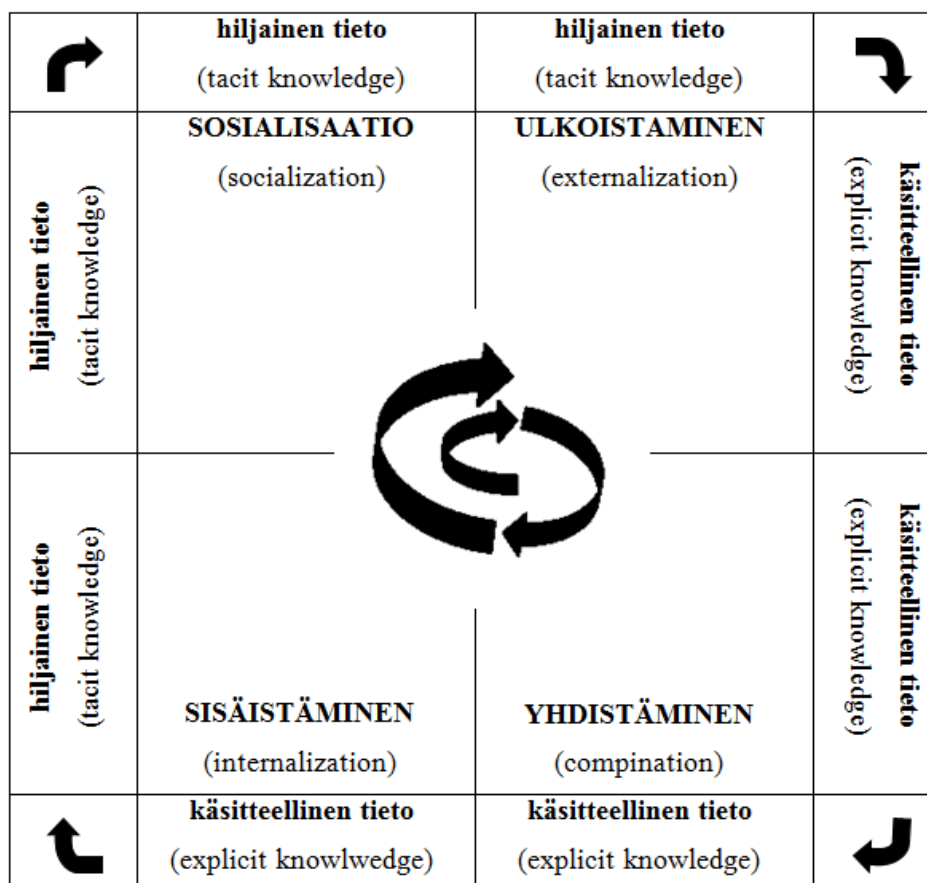 hiljainen tieto
(tacit knowledge)
hiljainen tieto
(tacit knowledge)
SOSIALISAATIO
(socialization)
ULKOISTAMINEN
(externalization)
hiljainen tieto
(tacit knowledge)
käsitteellinen tieto
(explicit knowledge)
hiljainen tieto
(tacit knowledge)
käsitteellinen tieto
(explicit knowledge)
SISÄISTÄMINEN
(internalization)
YHDISTÄMINEN
(compination)
käsitteellinen tieto
(explicit knowlwedge)
käsitteellinen tieto
(explicit knowledge)